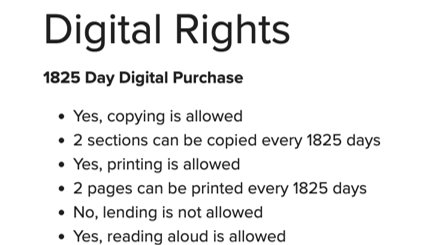 Digital Rights
1825 Day Digital Purchase
• Yes, copying is allowed
• 2 sections can be copied every 1825 days
• Yes, printing is allowed
• 2 pages can be printed every 1825 days
• No, lending is not allowed
• Yes, reading aloud is allowed